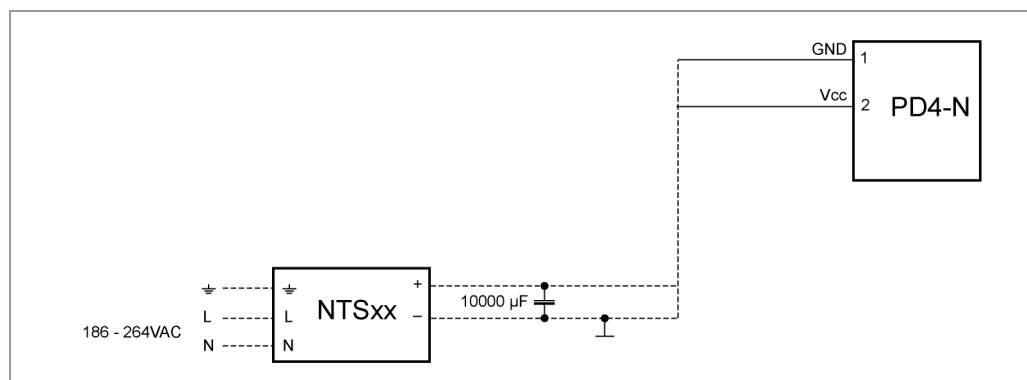 GND
1
Vcc
2
PD4-N
+
10000 µF
NTSxx
–
L
L
186 - 264VAC
N
N